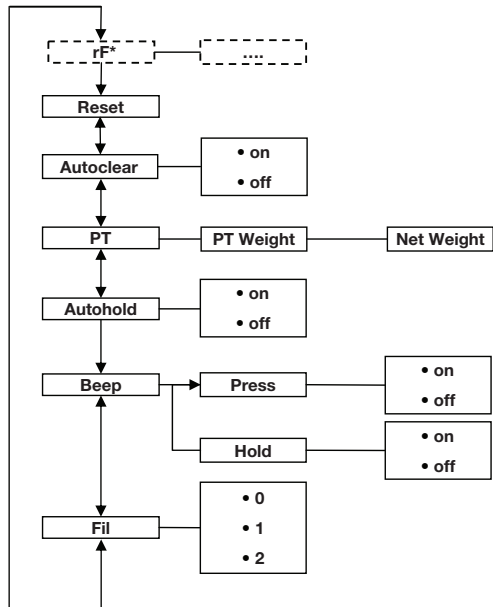 rF* ....
Reset
Autoclear
• on
• off
PT PT Weight Net Weight
Autohold
• on
• off
Beep Press
• on
• off
Hold
• on
• off
Fil
• 0
• 1
• 2